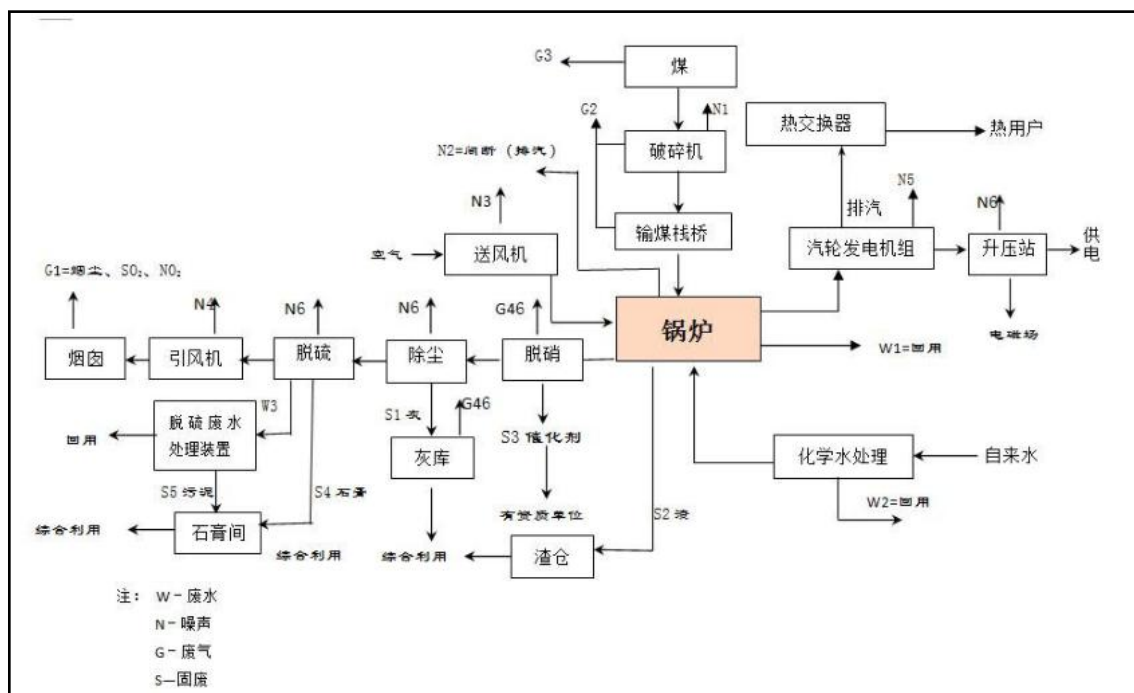 G3
煤
G2
N1
热交换器
热用户
N2=间断（排汽）
破碎机
N3
排汽
N5
N6
输煤栈桥
空气
送风机
汽轮发电机组
升压站
供电
G1=烟尘、SO₂、NO₂
N4
N6
N6
G46
锅炉
电磁场
W1=回用
烟囱
引风机
脱硫
除尘
脱硝
W3
S1 灰
G46
回用
脱硫废水
处理装置
灰库
S3 催化剂
化学水处理
自来水
S5 污泥
S4 石膏
S2 渣
W2=回用
综合利用
石膏间
综合利用
综合利用
有资质单位
渣仓
注： W－废水
N－噪声
G－废气
S—固废